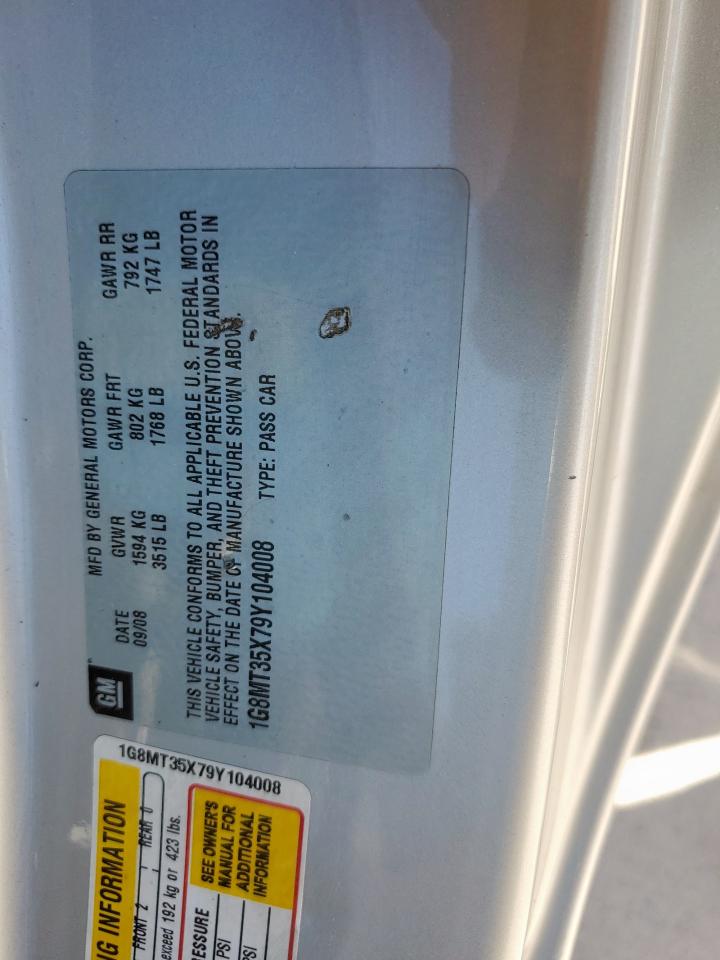 GM
MFD BY GENERAL MOTORS CORP.
DATE GVWR GAWR FRT GAWR RR
09/08 1594 KG 802 KG 792 KG
3515 LB 1768 LB 1747 LB
THIS VEHICLE CONFORMS TO ALL APPLICABLE U.S. FEDERAL MOTOR
VEHICLE SAFETY, BUMPER, AND THEFT PREVENTION STANDARDS IN
EFFECT ON THE DATE OF MANUFACTURE SHOWN ABOVE.
1G8MT35X79Y104008 TYPE: PASS CAR
1G8MT35X79Y104008
NG INFORMATION
FRONT 2 REAR 0
exceed 192 kg or 423 lbs.
ESSURE
PSI
PSI
SEE OWNER'S
MANUAL FOR
ADDITIONAL
INFORMATION